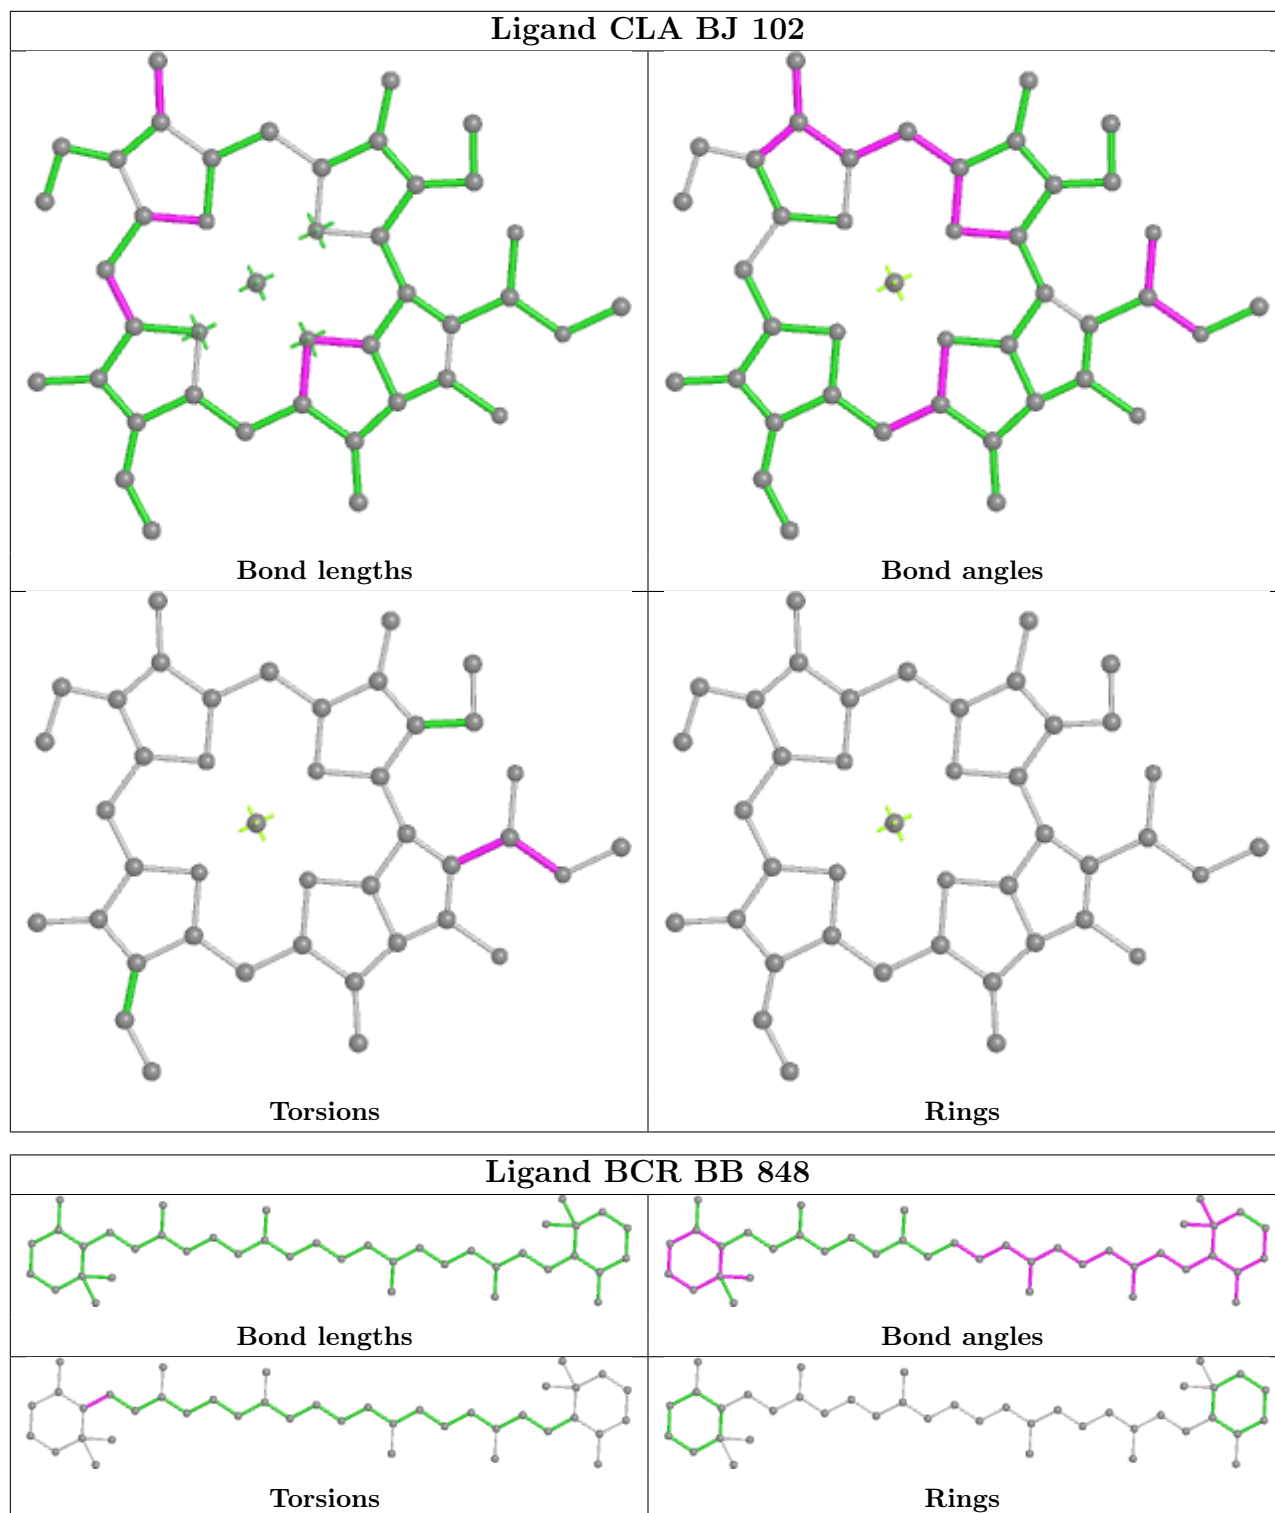 Ligand CLA BJ 102
Bond lengths
Bond angles
Torsions
Rings
Ligand BCR BB 848
Bond lengths
Bond angles
Torsions
Rings